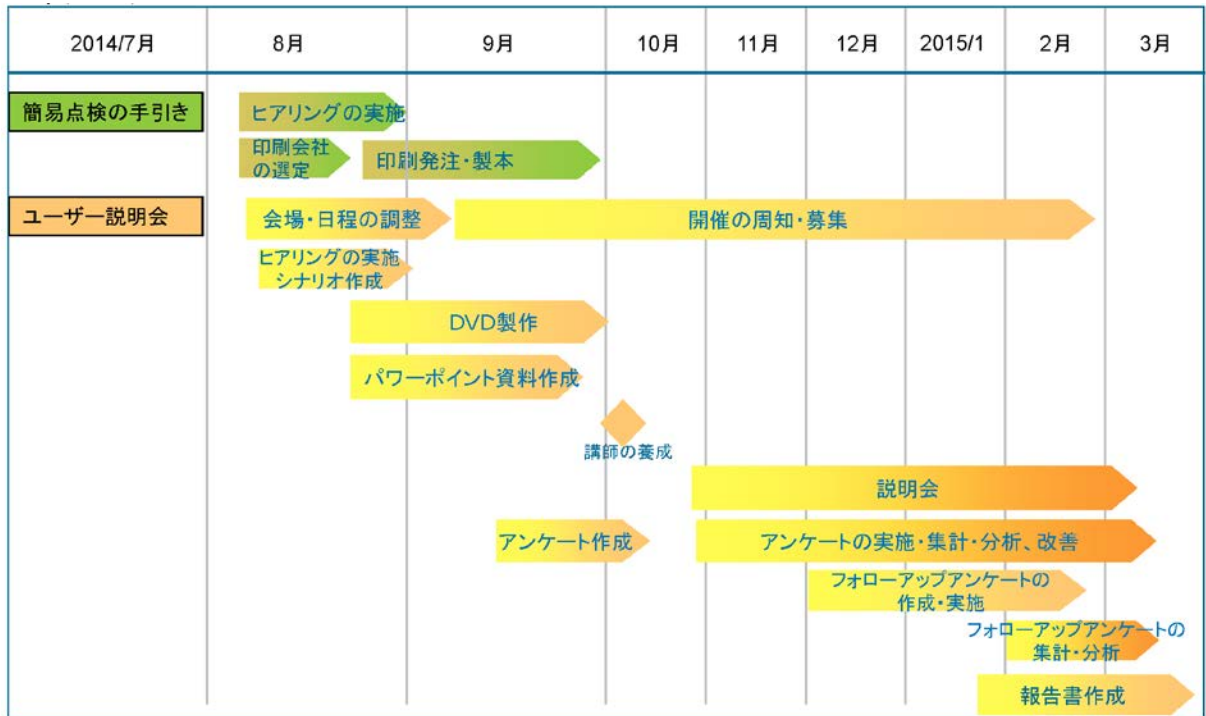 2014/7月 8月 9月 10月 11月 12月 2015/1 2月 3月
簡易点検の手引き
ヒアリングの実施
印刷会社
の選定
印刷発注・製本
ユーザー説明会
会場・日程の調整
開催の周知・募集
ヒアリングの実施
シナリオ作成
DVD製作
パワーポイント資料作成
講師の養成
説明会
アンケート作成
アンケートの実施・集計・分析、改善
フォローアップアンケートの
作成・実施
フォローアップアンケートの
集計・分析
報告書作成